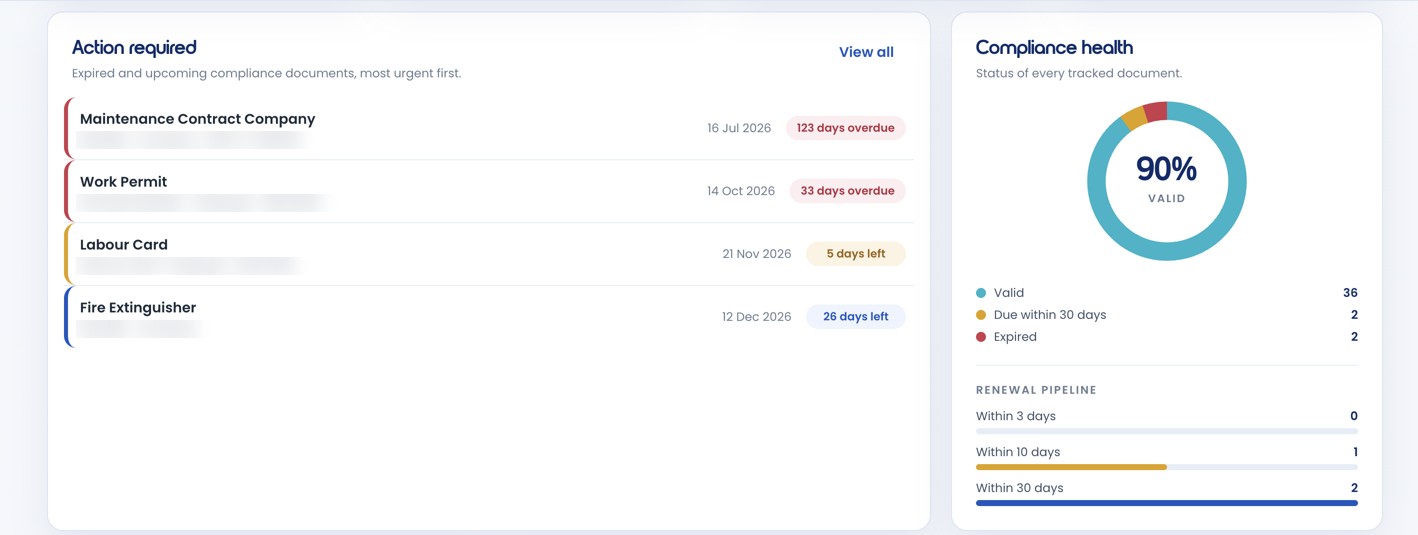 Action required
View all
Expired and upcoming compliance documents, most urgent first.
Maintenance Contract Company
16 Jul 2026
123 days overdue
Work Permit
14 Oct 2026
33 days overdue
Labour Card
21 Nov 2026
5 days left
Fire Extinguisher
12 Dec 2026
26 days left
Compliance health
Status of every tracked document.
90%
VALID
Valid 36
Due within 30 days 2
Expired 2
RENEWAL PIPELINE
Within 3 days 0
Within 10 days 1
Within 30 days 2